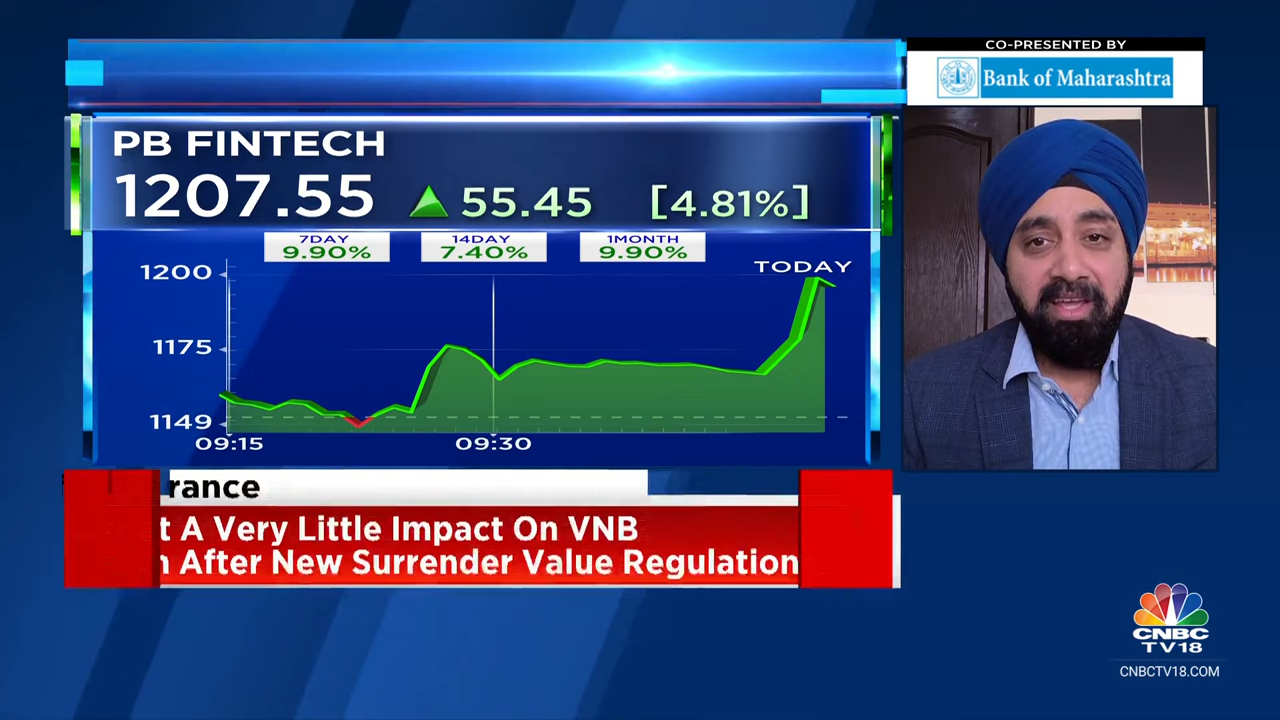 CO-PRESENTED BY
Bank of Maharashtra
PB FINTECH
1207.55 ▲ 55.45 [4.81%]
7DAY 14DAY 1MONTH
9.90% 7.40% 9.90%
TODAY
1200
1175
1149
09:15 09:30
rance
t A Very Little Impact On VNB
After New Surrender Value Regulation
CNBC
TV18
CNBCTV18.COM